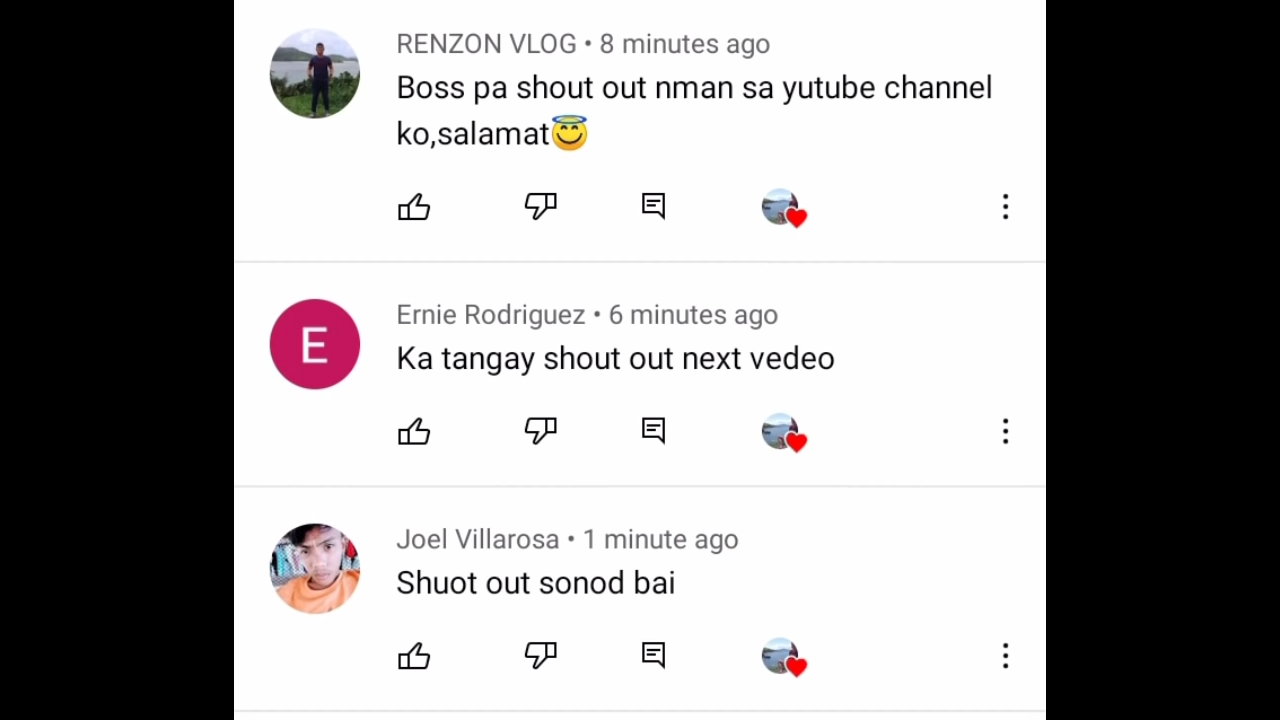 RENZON VLOG • 8 minutes ago
Boss pa shout out nman sa yutube channel
ko,salamat😇
E
Ernie Rodriguez • 6 minutes ago
Ka tangay shout out next vedeo
Joel Villarosa • 1 minute ago
Shuot out sonod bai